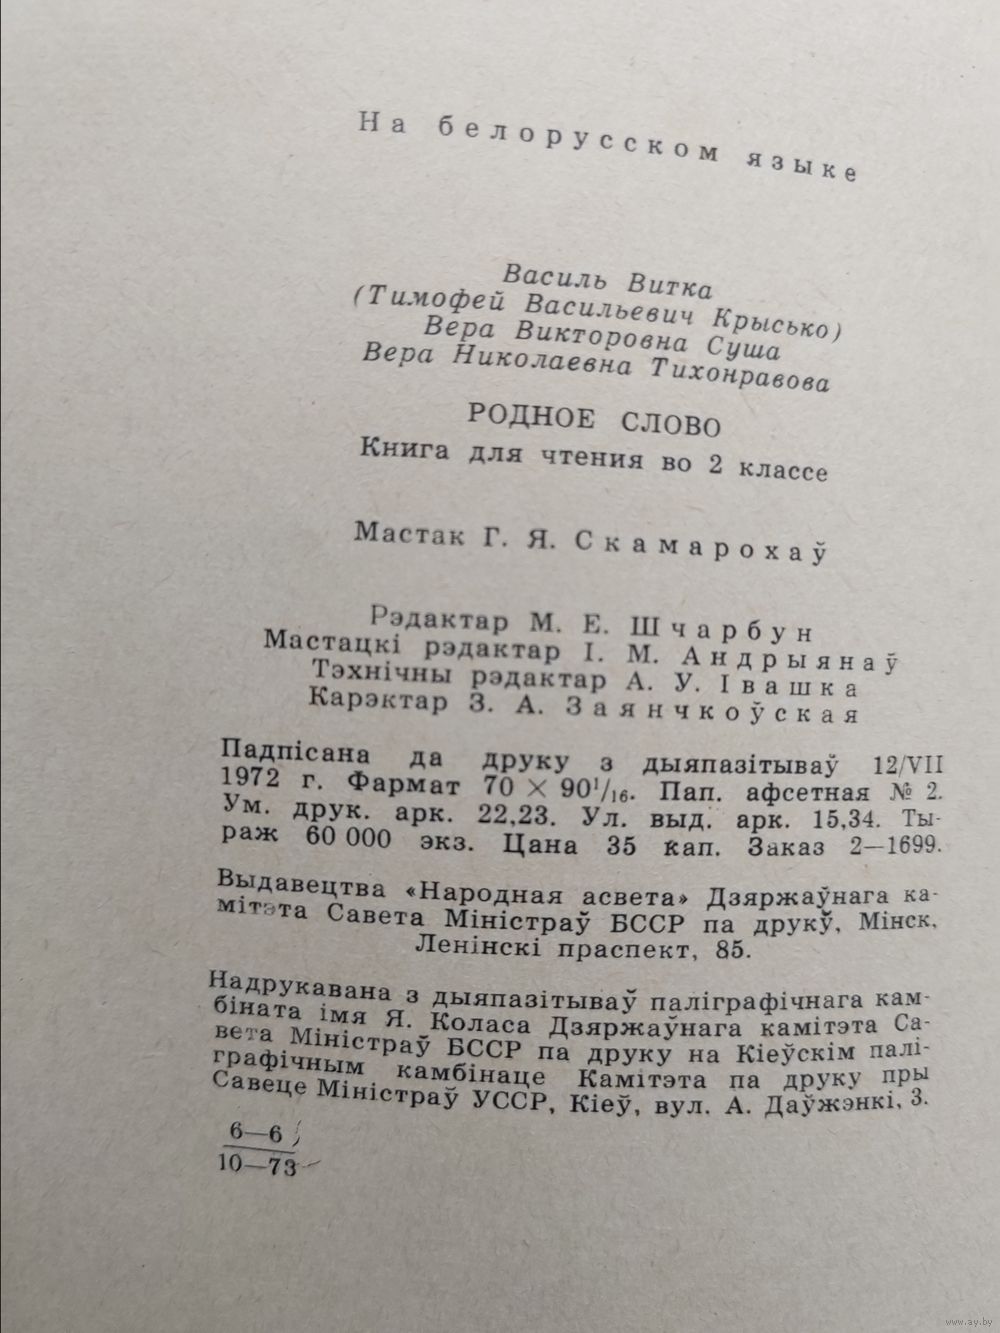 На белорусском языке
Василь Витка
(Тимофей Васильевич Крысько)
Вера Викторовна Суша
Вера Николаевна Тихонравова
РОДНОЕ СЛОВО
Книга для чтения во 2 классе
Мастак Г. Я. Скамарохаў
Рэдактар М. Е. Шчарбун
Мастацкі рэдактар І. М. Андрыянаў
Тэхнічны рэдактар А. У. Івашка
Карэктар З. А. Заянчкоўская
Падпісана да друку з дыяпазітываў 12/VII
1972 г. Фармат 70 × 90¹/₁₆. Пап. афсетная № 2.
Ум. друк. арк. 22,23. Ул. выд. арк. 15,34. Ты-
раж 60 000 экз. Цана 35 кап. Заказ 2—1699.
Выдавецтва «Народная асвета» Дзяржаўнага ка-
мітэта Савета Міністраў БССР па друкў, Мінск,
Ленінскі праспект, 85.
Надрукавана з дыяпазітываў паліграфічнага кам-
біната імя Я. Коласа Дзяржаўнага камітэта Са-
вета Міністраў БССР па друку на Кіеўскім палі-
графічным камбінаце Камітэта па друку пры
Савеце Міністраў УССР, Кіеў, вул. А. Даўжэнкі, 3.
6—6
10—73
www.ay.by